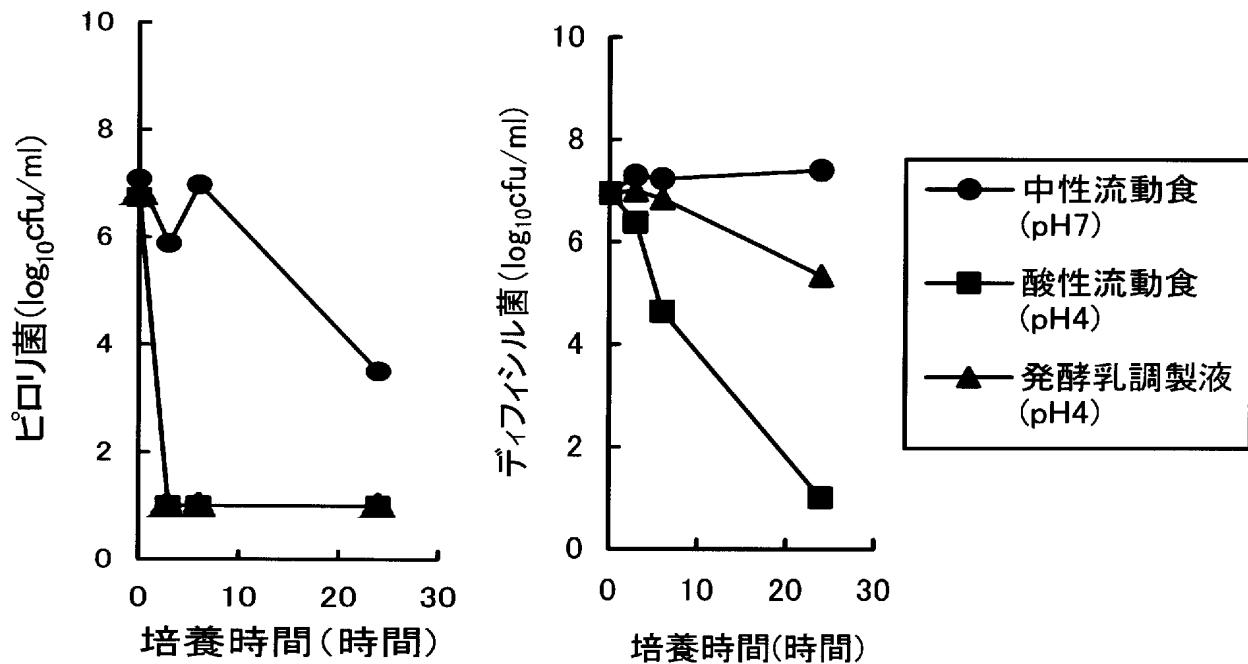 10
8
6
4
2
0
ピロリ菌(log₁₀cfu/ml)
0 10 20 30
培養時間(時間)
10
8
6
4
2
0
ディフィシル菌(log₁₀cfu/ml)
0 10 20 30
培養時間(時間)
中性流動食
(pH7)
酸性流動食
(pH4)
発酵乳調製液
(pH4)